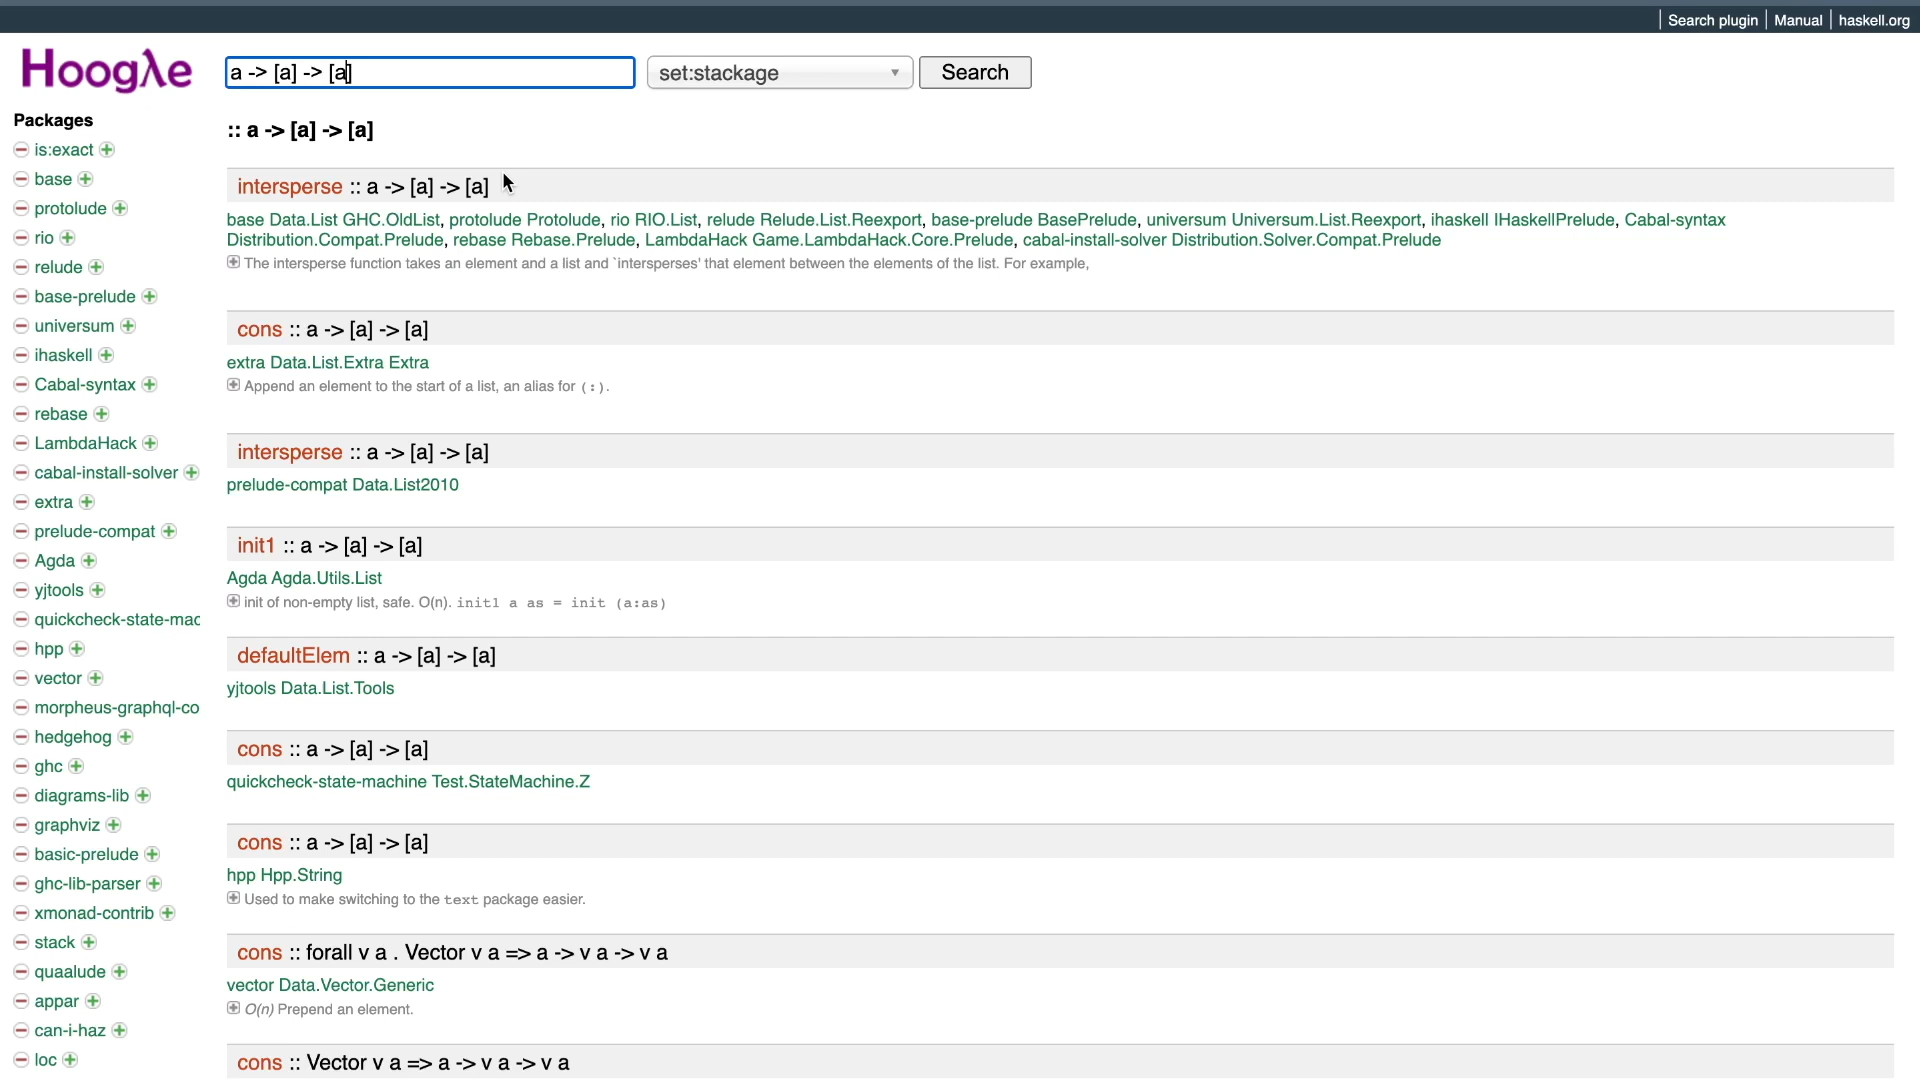 Search plugin | Manual | haskell.org
Hoogλe
a -> [a] -> [a]
set:stackage
Search
Packages
is:exact
base
protolude
rio
relude
base-prelude
universum
ihaskell
Cabal-syntax
rebase
LambdaHack
cabal-install-solver
extra
prelude-compat
Agda
yjtools
quickcheck-state-mac
hpp
vector
morpheus-graphql-co
hedgehog
ghc
diagrams-lib
graphviz
basic-prelude
ghc-lib-parser
xmonad-contrib
stack
quaalude
appar
can-i-haz
loc
:: a -> [a] -> [a]
intersperse :: a -> [a] -> [a]
base Data.List GHC.OldList, protolude Protolude, rio RIO.List, relude Relude.List.Reexport, base-prelude BasePrelude, universum Universum.List.Reexport, ihaskell IHaskellPrelude, Cabal-syntax
Distribution.Compat.Prelude, rebase Rebase.Prelude, LambdaHack Game.LambdaHack.Core.Prelude, cabal-install-solver Distribution.Solver.Compat.Prelude
The intersperse function takes an element and a list and `intersperses' that element between the elements of the list. For example,
cons :: a -> [a] -> [a]
extra Data.List.Extra Extra
Append an element to the start of a list, an alias for (:).
intersperse :: a -> [a] -> [a]
prelude-compat Data.List2010
init1 :: a -> [a] -> [a]
Agda Agda.Utils.List
init of non-empty list, safe. O(n). init1 a as = init (a:as)
defaultElem :: a -> [a] -> [a]
yjtools Data.List.Tools
cons :: a -> [a] -> [a]
quickcheck-state-machine Test.StateMachine.Z
cons :: a -> [a] -> [a]
hpp Hpp.String
Used to make switching to the text package easier.
cons :: forall v a . Vector v a => a -> v a -> v a
vector Data.Vector.Generic
O(n) Prepend an element.
cons :: Vector v a => a -> v a -> v a